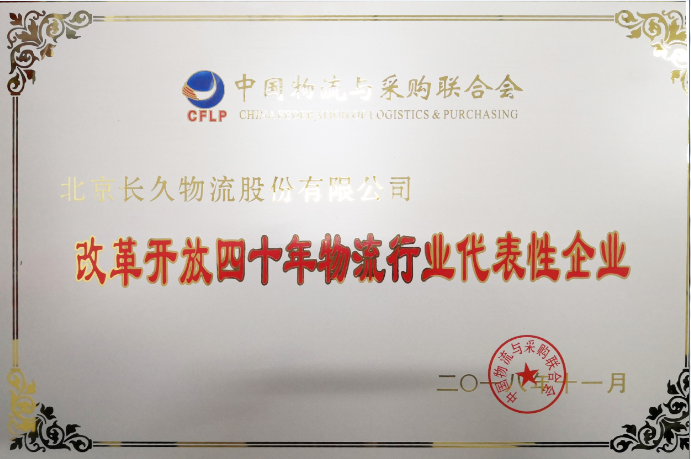 中国物流与采购联合会
CFLP
CHINA FEDERATION OF LOGISTICS & PURCHASING
北京长久物流股份有限公司
改革开放四十年物流行业代表性企业
二〇一八年十一月
中国物流与采购联合会